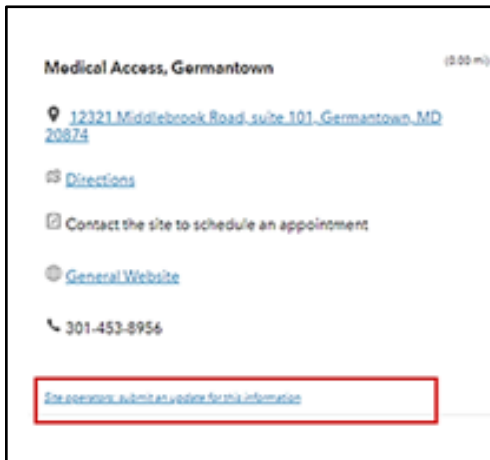 Medical Access, Germantown
(0.00 mi)
12321 Middlebrook Road, suite 101, Germantown, MD
20874
Directions
Contact the site to schedule an appointment
General Website
301-453-8956
Site operators: submit an update for this information